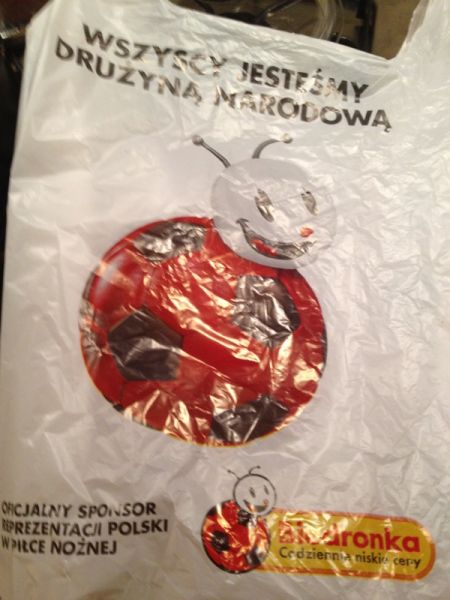 WSZYSCY JESTEŚMY
DRUŻYNĄ NARODOWĄ
OFICJALNY SPONSOR
REPREZENTACJI POLSKI
W PIŁCE NOŻNEJ
Biedronka
Codziennie niskie ceny